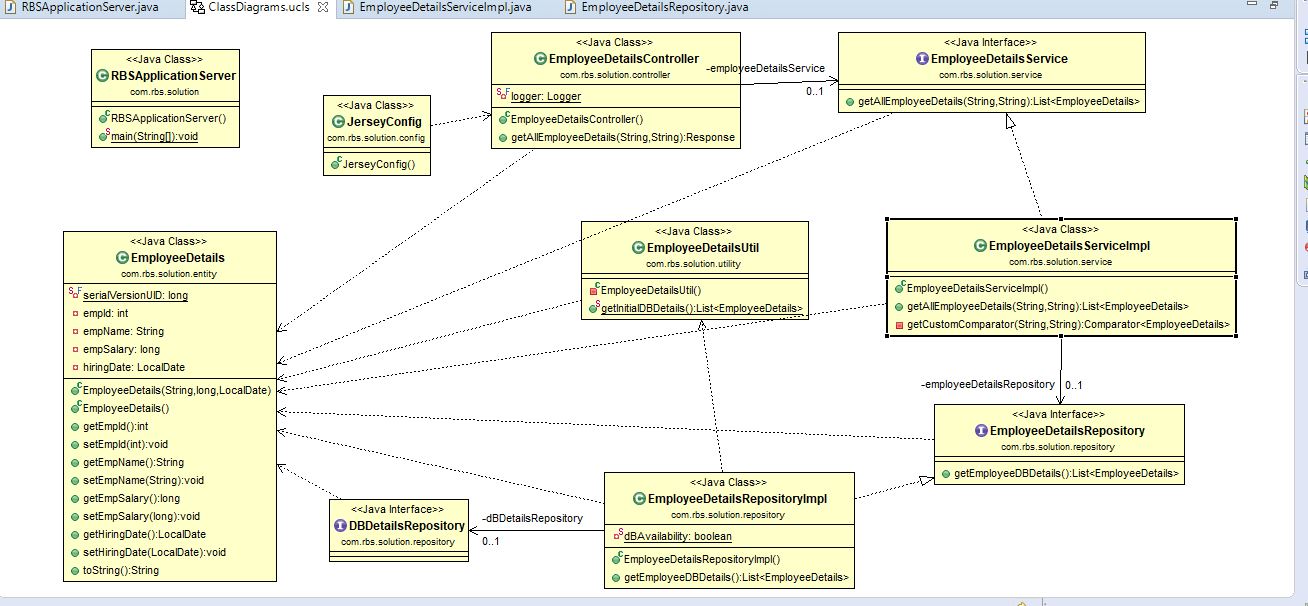 RBSApplicationServer.java
ClassDiagrams.ucls
EmployeeDetailsServiceImpl.java
EmployeeDetailsRepository.java
<<Java Class>>
RBSApplicationServer
com.rbs.solution
RBSApplicationServer()
main(String[]):void
<<Java Class>>
JerseyConfig
com.rbs.solution.config
JerseyConfig()
<<Java Class>>
EmployeeDetailsController
com.rbs.solution.controller
logger: Logger
EmployeeDetailsController()
getAllEmployeeDetails(String,String):Response
-employeeDetailsService
0..1
<<Java Interface>>
EmployeeDetailsService
com.rbs.solution.service
getAllEmployeeDetails(String,String):List<EmployeeDetails>
<<Java Class>>
EmployeeDetails
com.rbs.solution.entity
serialVersionUID: long
empId: int
empName: String
empSalary: long
hiringDate: LocalDate
EmployeeDetails(String,long,LocalDate)
EmployeeDetails()
getEmpId():int
setEmpId(int):void
getEmpName():String
setEmpName(String):void
getEmpSalary():long
setEmpSalary(long):void
getHiringDate():LocalDate
setHiringDate(LocalDate):void
toString():String
<<Java Class>>
EmployeeDetailsUtil
com.rbs.solution.utility
EmployeeDetailsUtil()
getInitialDBDetails():List<EmployeeDetails>
<<Java Class>>
EmployeeDetailsServiceImpl
com.rbs.solution.service
EmployeeDetailsServiceImpl()
getAllEmployeeDetails(String,String):List<EmployeeDetails>
getCustomComparator(String,String):Comparator<EmployeeDetails>
-employeeDetailsRepository
0..1
<<Java Interface>>
EmployeeDetailsRepository
com.rbs.solution.repository
getEmployeeDBDetails():List<EmployeeDetails>
<<Java Interface>>
DBDetailsRepository
com.rbs.solution.repository
-dBDetailsRepository
0..1
<<Java Class>>
EmployeeDetailsRepositoryImpl
com.rbs.solution.repository
dBAvailability: boolean
EmployeeDetailsRepositoryImpl()
getEmployeeDBDetails():List<EmployeeDetails>